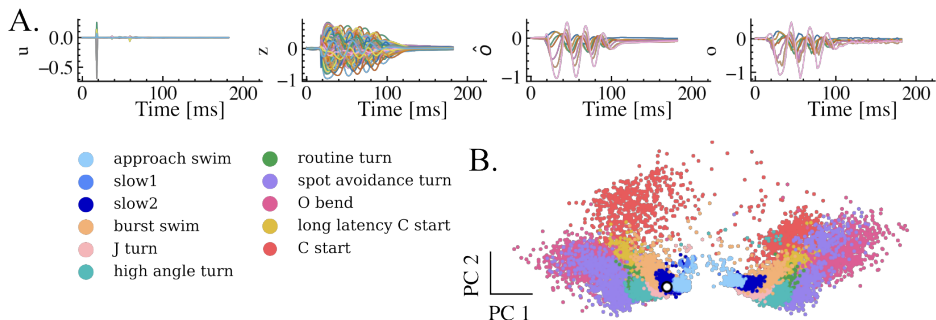 A.
u
0.0
−0.5
0
100
200
Time [ms]
z
0
−1
0
100
200
Time [ms]
ô
0
−1
0
100
200
Time [ms]
o
0
−1
0
100
200
Time [ms]
approach swim
slow1
slow2
burst swim
J turn
high angle turn
routine turn
spot avoidance turn
O bend
long latency C start
C start
B.
PC 2
PC 1